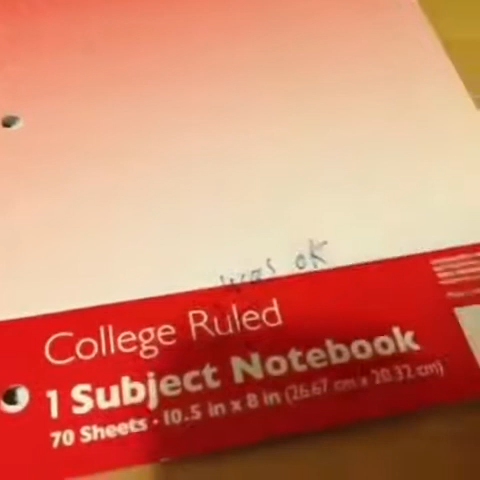 was ok
College Ruled
1 Subject Notebook
70 Sheets • 10.5 in x 8 in (26.67 cm x 20.32 cm)